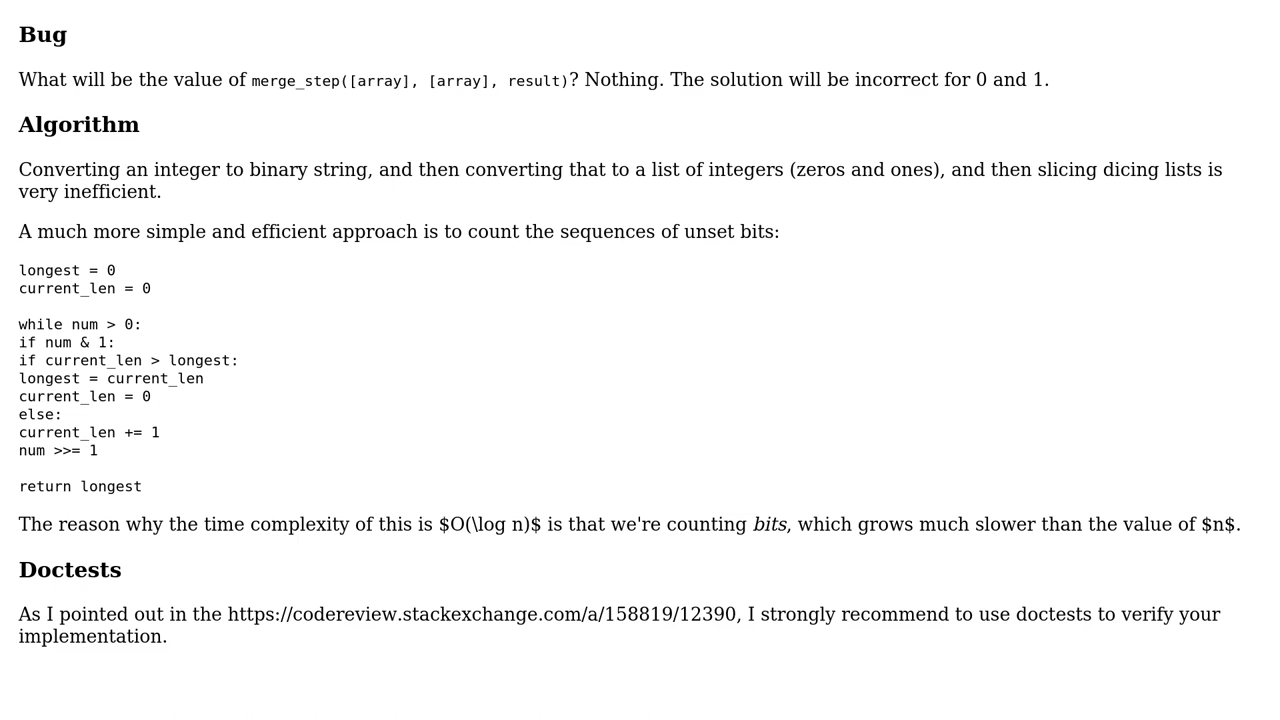 Bug
What will be the value of merge_step([array], [array], result)? Nothing. The solution will be incorrect for 0 and 1.
Algorithm
Converting an integer to binary string, and then converting that to a list of integers (zeros and ones), and then slicing dicing lists is
very inefficient.
A much more simple and efficient approach is to count the sequences of unset bits:
longest = 0
current_len = 0
while num > 0:
if num & 1:
if current_len > longest:
longest = current_len
current_len = 0
else:
current_len += 1
num >>= 1
return longest
The reason why the time complexity of this is $O(\log n)$ is that we're counting bits, which grows much slower than the value of $n$.
Doctests
As I pointed out in the https://codereview.stackexchange.com/a/158819/12390, I strongly recommend to use doctests to verify your
implementation.